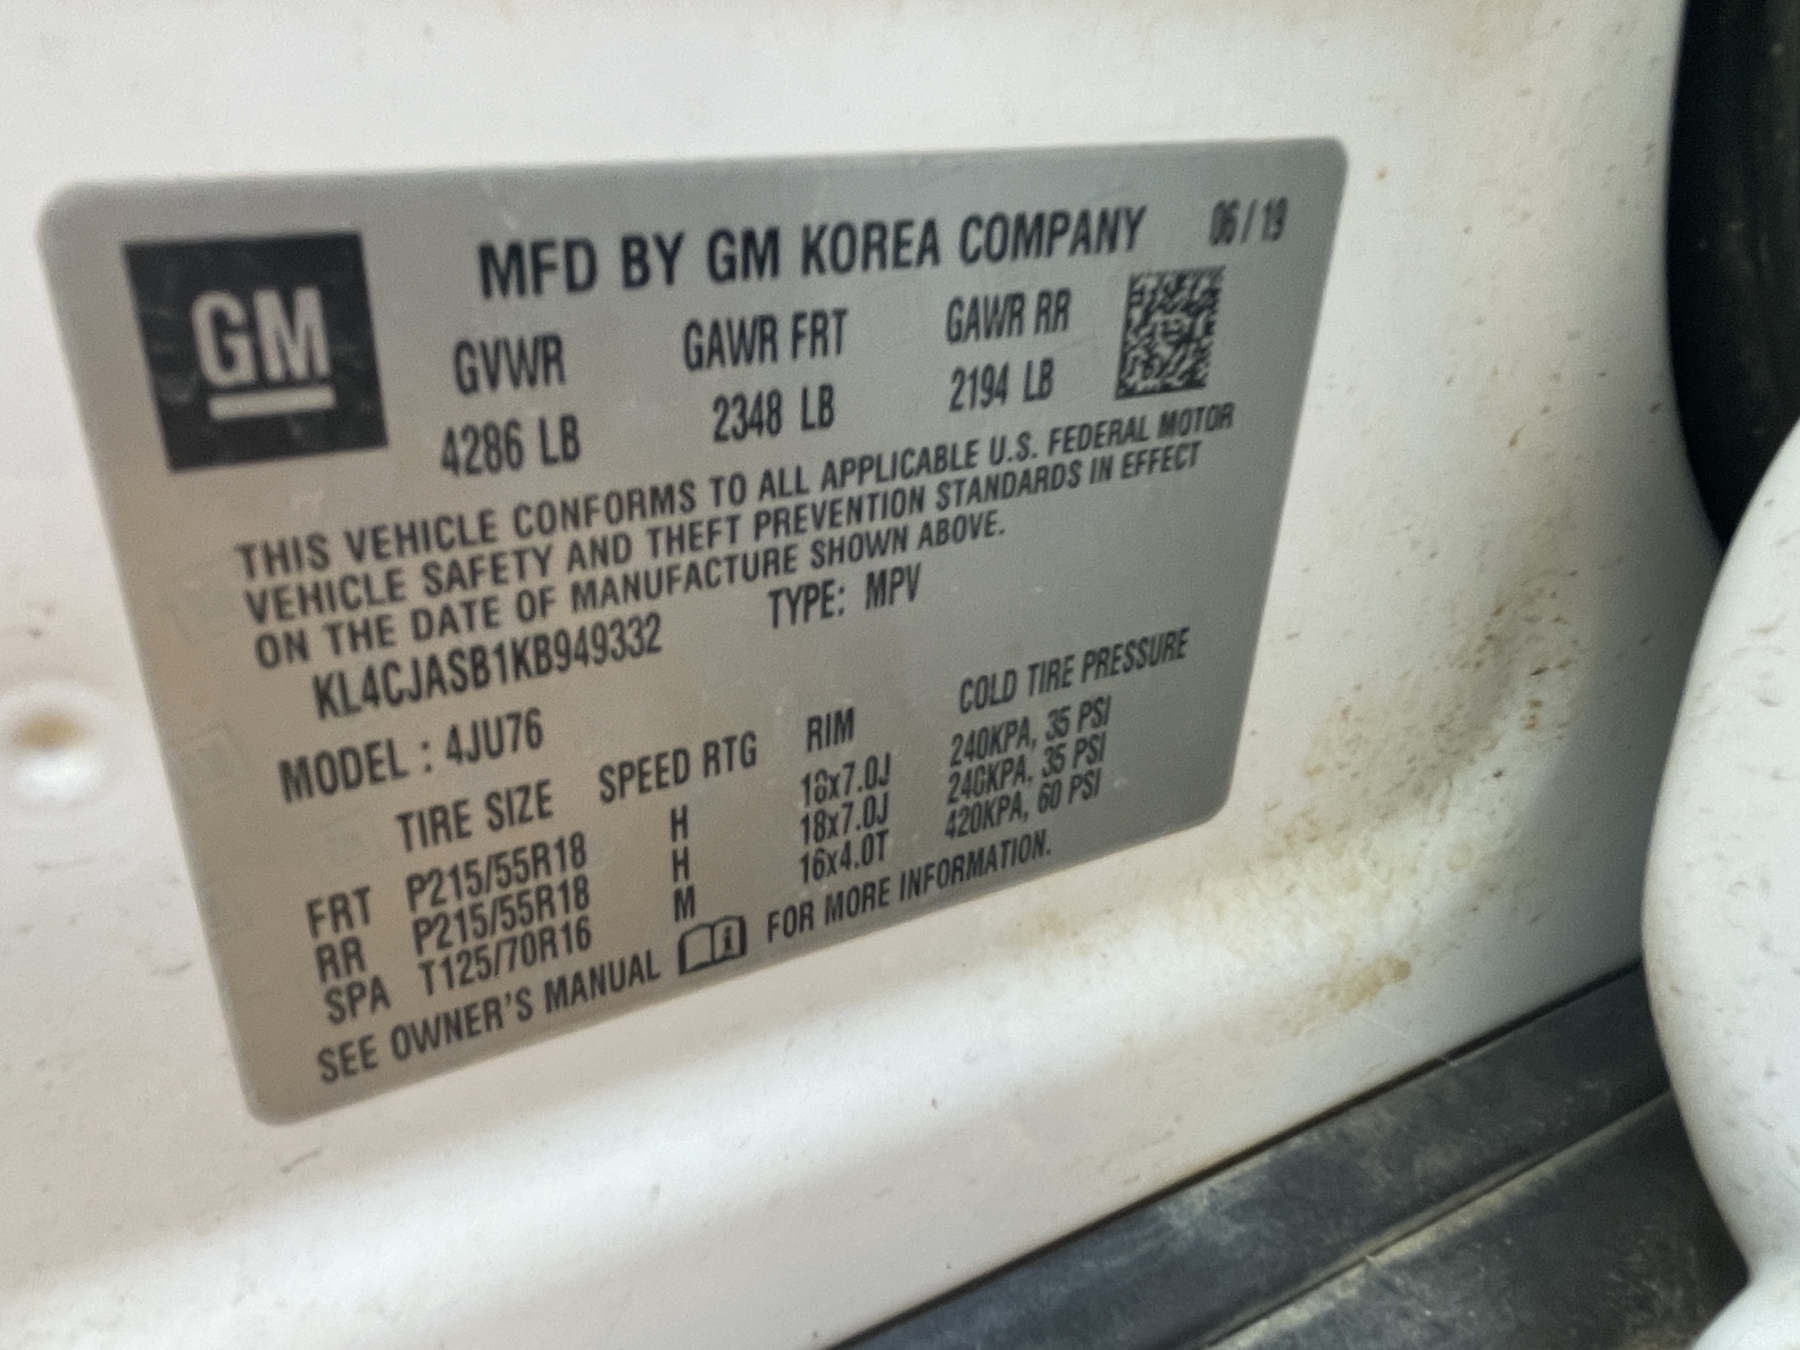 GM
MFD BY GM KOREA COMPANY 06/19
GVWR GAWR FRT GAWR RR
4286 LB 2348 LB 2194 LB
THIS VEHICLE CONFORMS TO ALL APPLICABLE U.S. FEDERAL MOTOR
VEHICLE SAFETY AND THEFT PREVENTION STANDARDS IN EFFECT
ON THE DATE OF MANUFACTURE SHOWN ABOVE.
KL4CJASB1KB949332 TYPE: MPV
MODEL : 4JU76
TIRE SIZE SPEED RTG RIM COLD TIRE PRESSURE
FRT P215/55R18 H 18x7.0J 240KPA, 35 PSI
RR P215/55R18 H 18x7.0J 240KPA, 35 PSI
SPA T125/70R16 M 16x4.0T 420KPA, 60 PSI
SEE OWNER'S MANUAL FOR MORE INFORMATION.